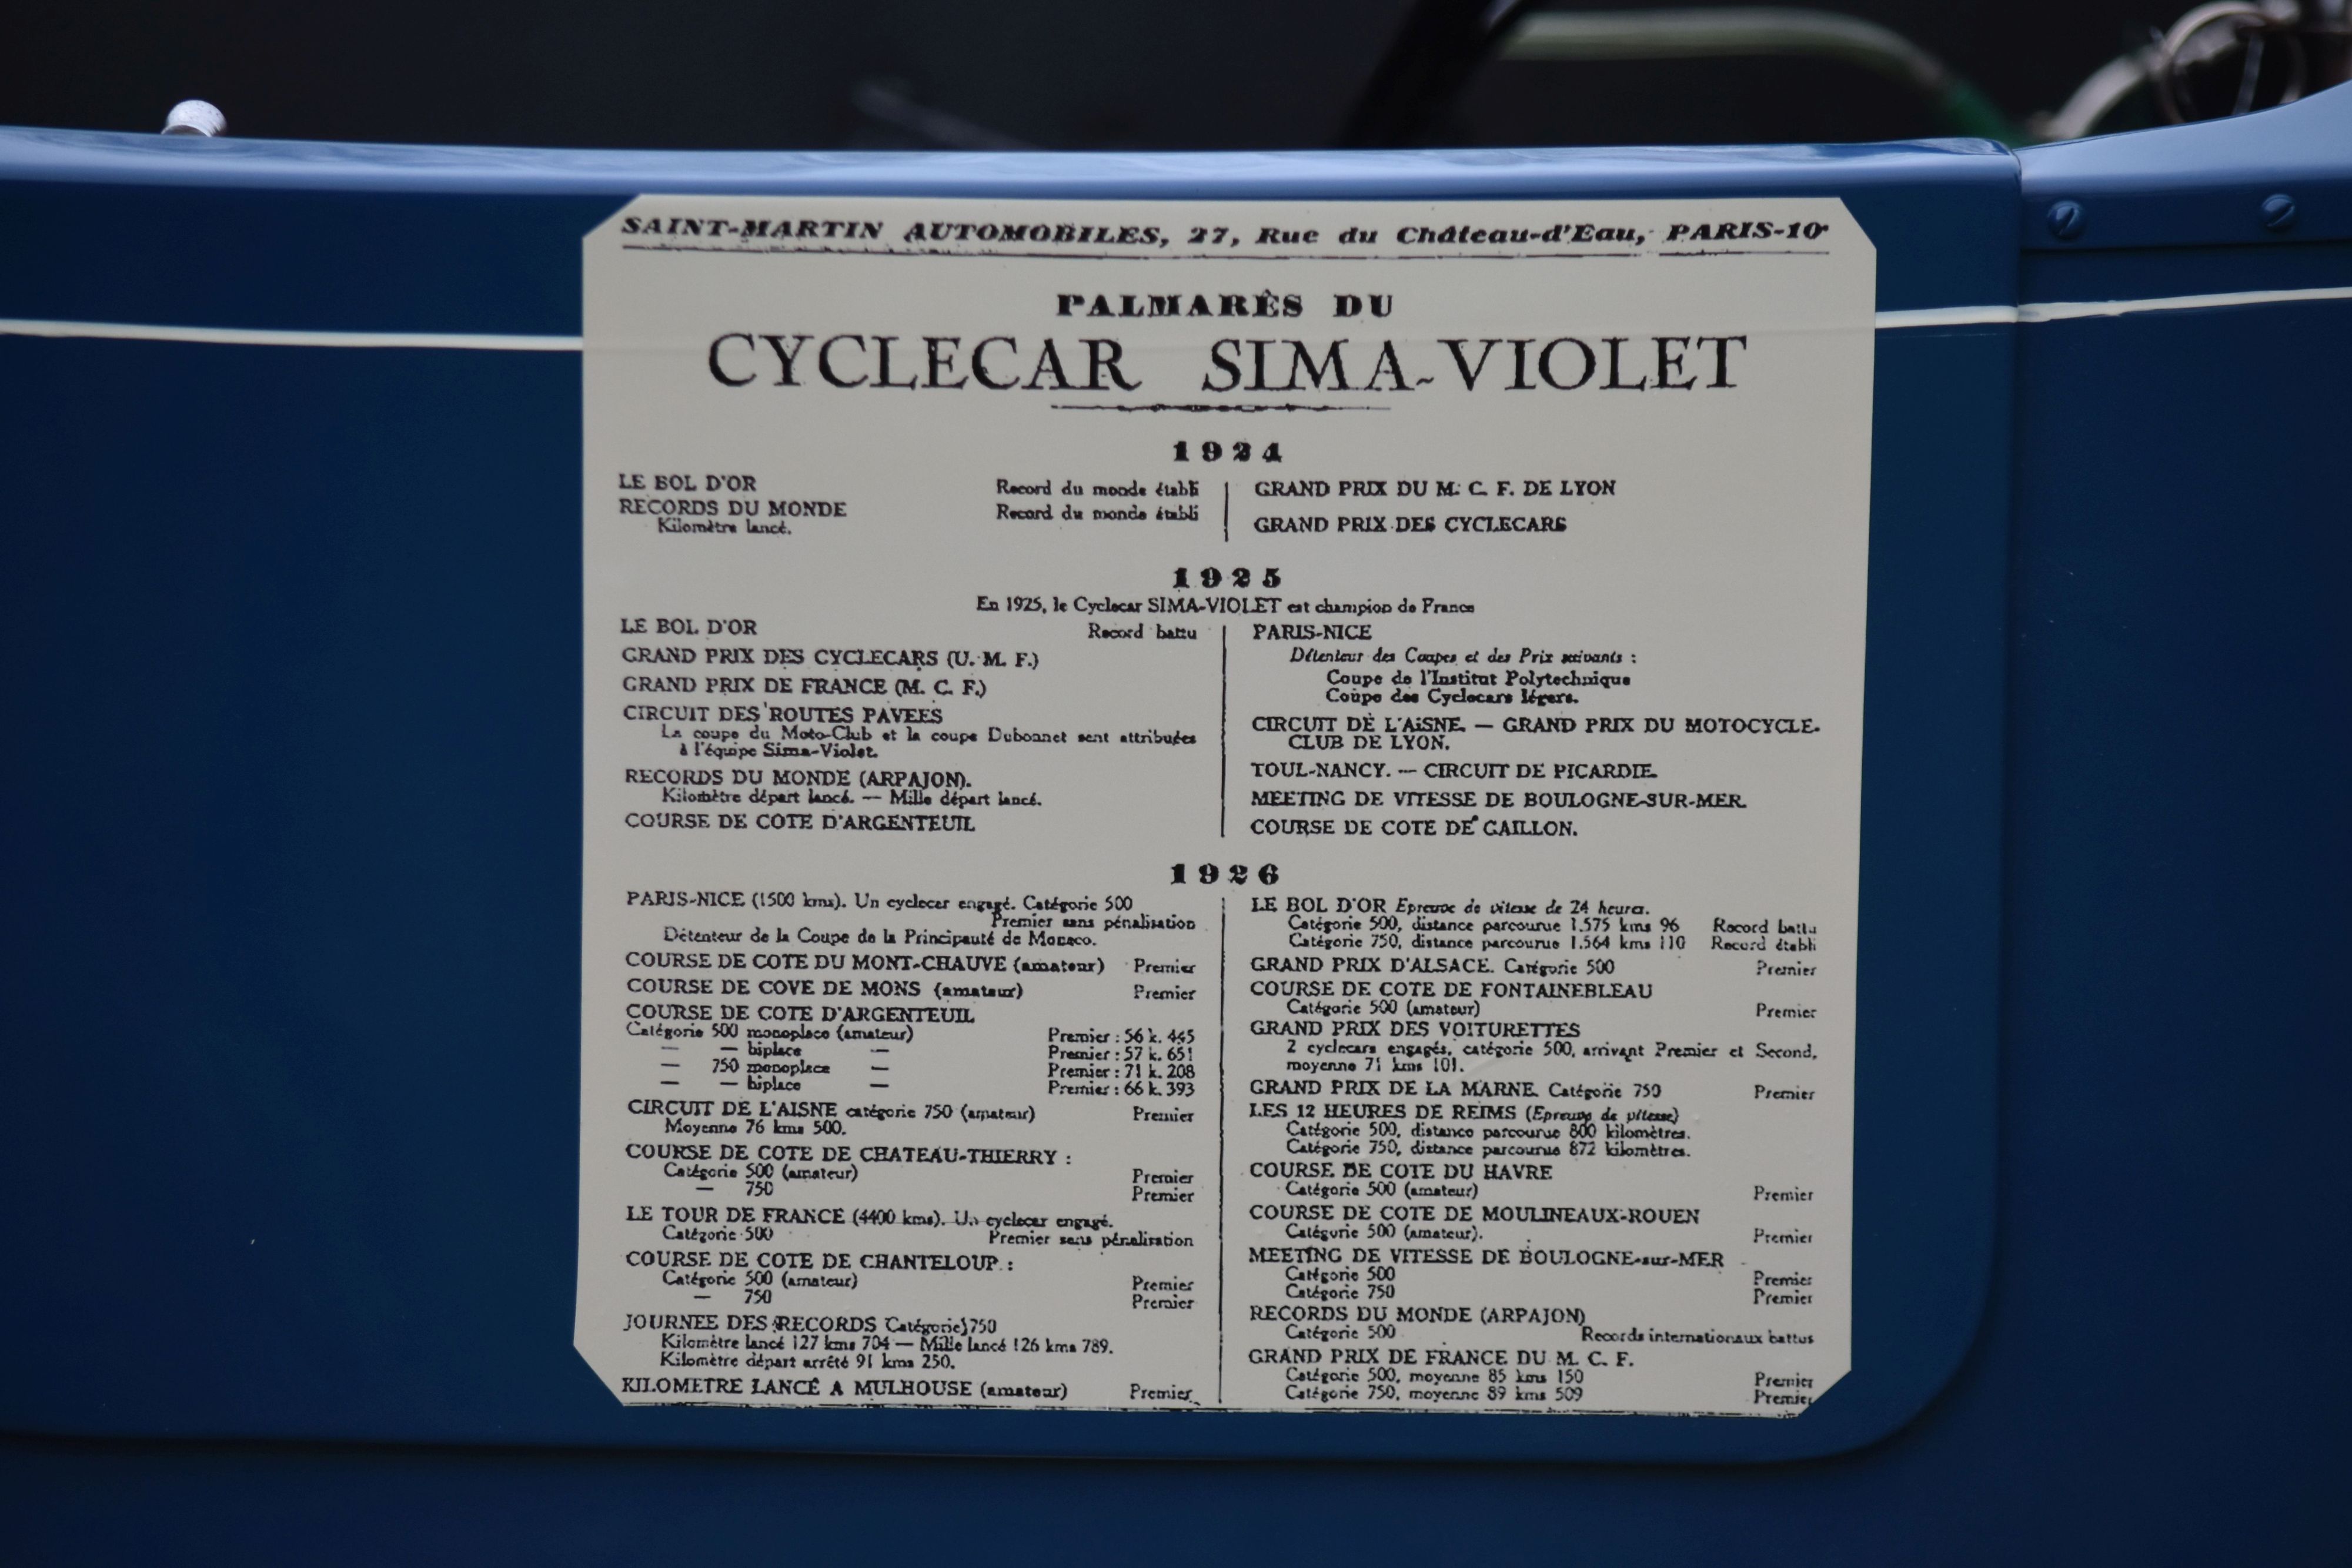 SAINT-MARTIN AUTOMOBILES, 27, Rue du Château-d'Eau, PARIS-10e
PALMARÈS DU
CYCLECAR SIMA-VIOLET
1924
LE BOL D'OR Record du monde établi
RECORDS DU MONDE Record du monde établi
Kilomètre lancé.
GRAND PRIX DU M. C. F. DE LYON
GRAND PRIX DES CYCLECARS
1925
En 1925, le Cyclecar SIMA-VIOLET est champion de France
LE BOL D'OR Record battu
GRAND PRIX DES CYCLECARS (U. M. F.)
GRAND PRIX DE FRANCE (M. C. F.)
CIRCUIT DES ROUTES PAVEES
La coupe du Moto-Club et la coupe Dubonnet sent attribuées
à l'équipe Sima-Violet.
RECORDS DU MONDE (ARPAJON).
Kilomètre départ lancé. — Mille départ lancé.
COURSE DE COTE D'ARGENTEUIL
PARIS-NICE
Détenteur des Coupes et des Prix suivants :
Coupe de l'Institut Polytechnique
Coupe des Cyclecars légers.
CIRCUIT DE L'AISNE. — GRAND PRIX DU MOTOCYCLE-
CLUB DE LYON.
TOUL-NANCY. — CIRCUIT DE PICARDIE.
MEETING DE VITESSE DE BOULOGNE-SUR-MER.
COURSE DE COTE DE GAILLON.
1926
PARIS-NICE (1500 kms). Un cyclecar engagé. Catégorie 500
Premier sans pénalisation
Détenteur de la Coupe de la Principauté de Monaco.
COURSE DE COTE DU MONT-CHAUVE (amateur) Premier
COURSE DE COVE DE MONS (amateur) Premier
COURSE DE COTE D'ARGENTEUIL
Catégorie 500 monoplace (amateur) Premier : 56 k. 445
— — biplace — Premier : 57 k. 651
— 750 monoplace — Premier : 71 k. 208
— — biplace — Premier : 66 k. 393
CIRCUIT DE L'AISNE catégorie 750 (amateur) Premier
Moyenne 76 kms 500.
COURSE DE COTE DE CHATEAU-THIERRY :
Catégorie 500 (amateur) Premier
— 750 Premier
LE TOUR DE FRANCE (4400 kms). Un cyclecar engagé.
Catégorie 500 Premier sans pénalisation
COURSE DE COTE DE CHANTELOUP :
Catégorie 500 (amateur) Premier
— 750 Premier
JOURNEE DES RECORDS (Catégorie) 750
Kilomètre lancé 127 kms 704 — Mille lancé 126 kms 789.
Kilomètre départ arrêté 91 kms 250.
KILOMETRE LANCÉ A MULHOUSE (amateur) Premier
LE BOL D'OR Epreuve de vitesse de 24 heures.
Catégorie 500, distance parcourue 1.575 kms 96 Record battu
Catégorie 750, distance parcourue 1.564 kms 110 Record établi
GRAND PRIX D'ALSACE. Catégorie 500 Premier
COURSE DE COTE DE FONTAINEBLEAU
Catégorie 500 (amateur) Premier
GRAND PRIX DES VOITURETTES
2 cyclecars engagés, catégorie 500, arrivant Premier et Second,
moyenne 71 kms 101.
GRAND PRIX DE LA MARNE. Catégorie 750 Premier
LES 12 HEURES DE REIMS (Epreuve de vitesse)
Catégorie 500, distance parcourue 800 kilomètres.
Catégorie 750, distance parcourue 872 kilomètres.
COURSE DE COTE DU HAVRE
Catégorie 500 (amateur) Premier
COURSE DE COTE DE MOULINEAUX-ROUEN
Catégorie 500 (amateur). Premier
MEETING DE VITESSE DE BOULOGNE-sur-MER
Catégorie 500 Premier
Catégorie 750 Premier
RECORDS DU MONDE (ARPAJON)
Catégorie 500 Records internationaux battus
GRAND PRIX DE FRANCE DU M. C. F.
Catégorie 500, moyenne 85 kms 150 Premier
Catégorie 750, moyenne 89 kms 509 Premier